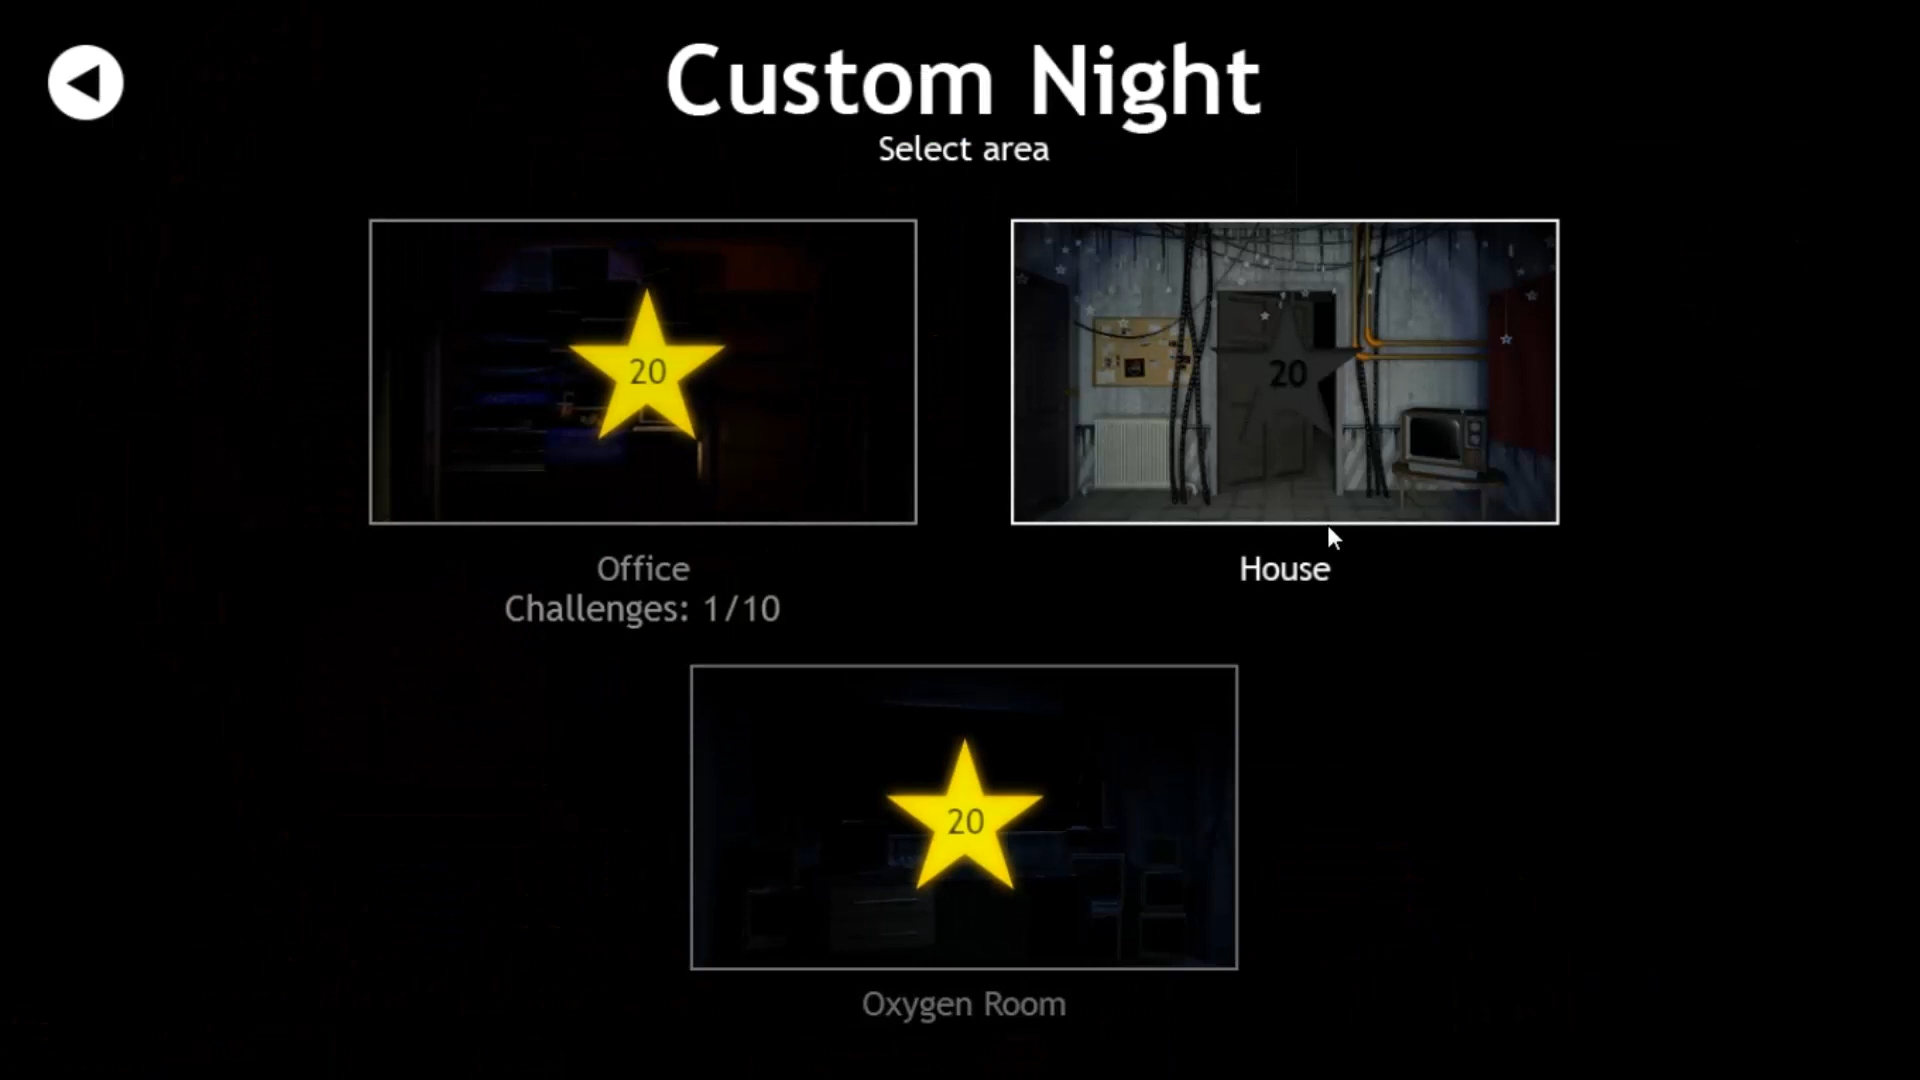 Custom Night
Select area
20
20
Office
House
Challenges: 1/10
20
Oxygen Room